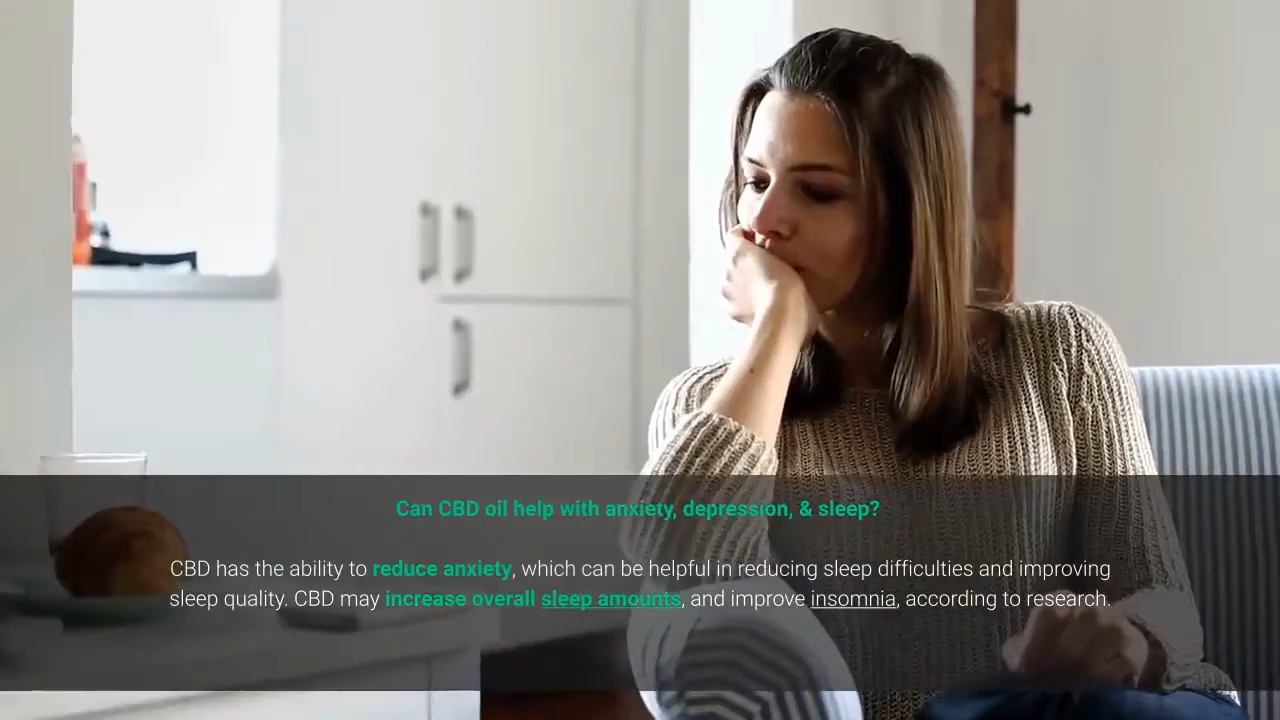 Can CBD oil help with anxiety, depression, & sleep?
CBD has the ability to reduce anxiety, which can be helpful in reducing sleep difficulties and improving
sleep quality. CBD may increase overall sleep amounts, and improve insomnia, according to research.